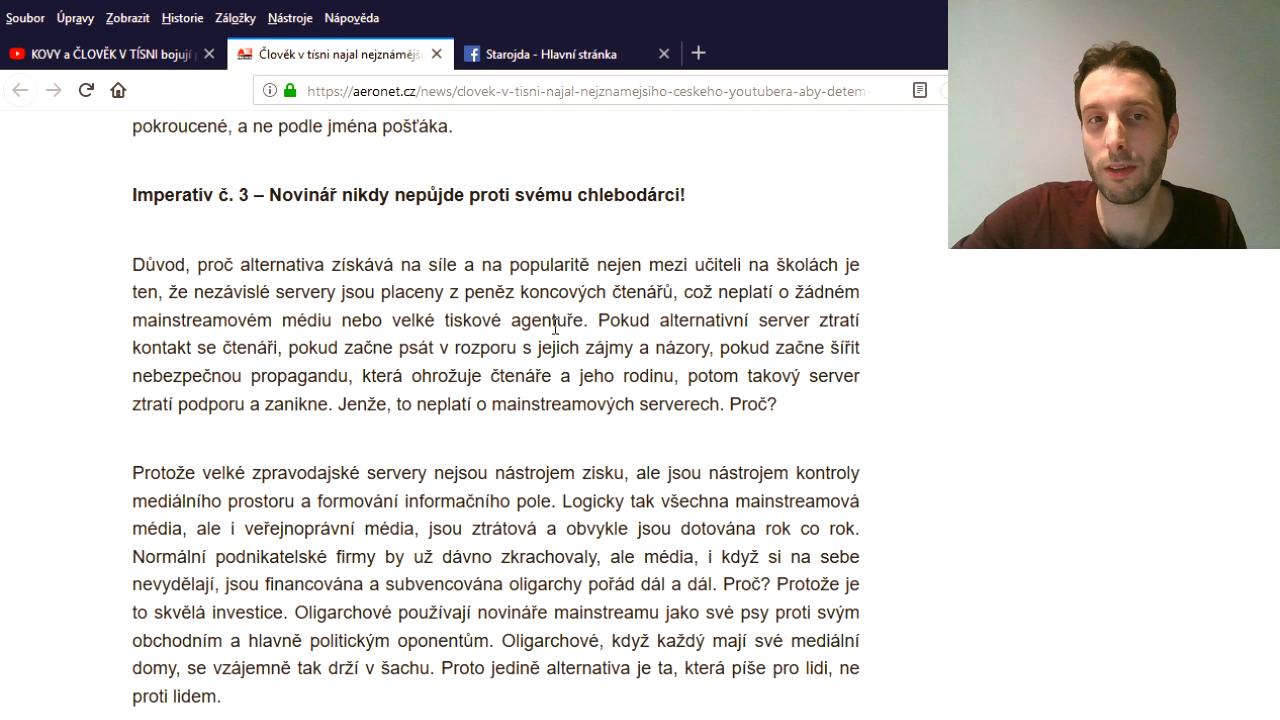 Soubor Úpravy Zobrazit Historie Záložky Nástroje Nápověda
KOVY a ČLOVĚK V TÍSNI bojují
Člověk v tísni najal nejznámějš
Starojda - Hlavní stránka
https://aeronet.cz/news/clovek-v-tisni-najal-nejznamejsiho-ceskeho-youtubera-aby-detem-
pokroucené, a ne podle jména pošťáka.
Imperativ č. 3 – Novinář nikdy nepůjde proti svému chlebodárci!
Důvod, proč alternativa získává na síle a na popularitě nejen mezi učiteli na školách je
ten, že nezávislé servery jsou placeny z peněz koncových čtenářů, což neplatí o žádném
mainstreamovém médiu nebo velké tiskové agentuře. Pokud alternativní server ztratí
kontakt se čtenáři, pokud začne psát v rozporu s jejich zájmy a názory, pokud začne šířit
nebezpečnou propagandu, která ohrožuje čtenáře a jeho rodinu, potom takový server
ztratí podporu a zanikne. Jenže, to neplatí o mainstreamových serverech. Proč?
Protože velké zpravodajské servery nejsou nástrojem zisku, ale jsou nástrojem kontroly
mediálního prostoru a formování informačního pole. Logicky tak všechna mainstreamová
média, ale i veřejnoprávní média, jsou ztrátová a obvykle jsou dotována rok co rok.
Normální podnikatelské firmy by už dávno zkrachovaly, ale média, i když si na sebe
nevydělají, jsou financována a subvencována oligarchy pořád dál a dál. Proč? Protože je
to skvělá investice. Oligarchové používají novináře mainstreamu jako své psy proti svým
obchodním a hlavně politickým oponentům. Oligarchové, když každý mají své mediální
domy, se vzájemně tak drží v šachu. Proto jedině alternativa je ta, která píše pro lidi, ne
proti lidem.